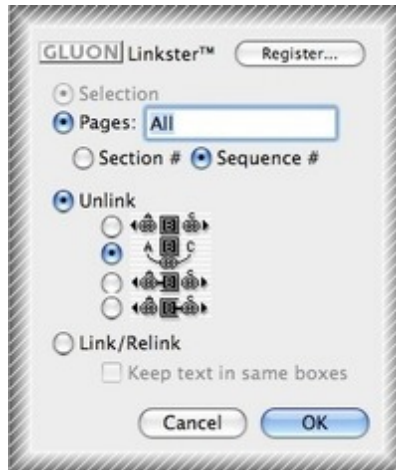 GLUON Linkster™ Register...
Selection
Pages: All
Section # Sequence #
Unlink
A C
Link/Relink
Keep text in same boxes
Cancel OK